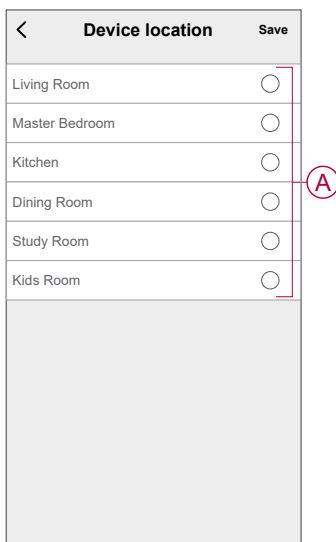 Device location Save
Living Room
Master Bedroom
Kitchen
Dining Room
Study Room
Kids Room
A